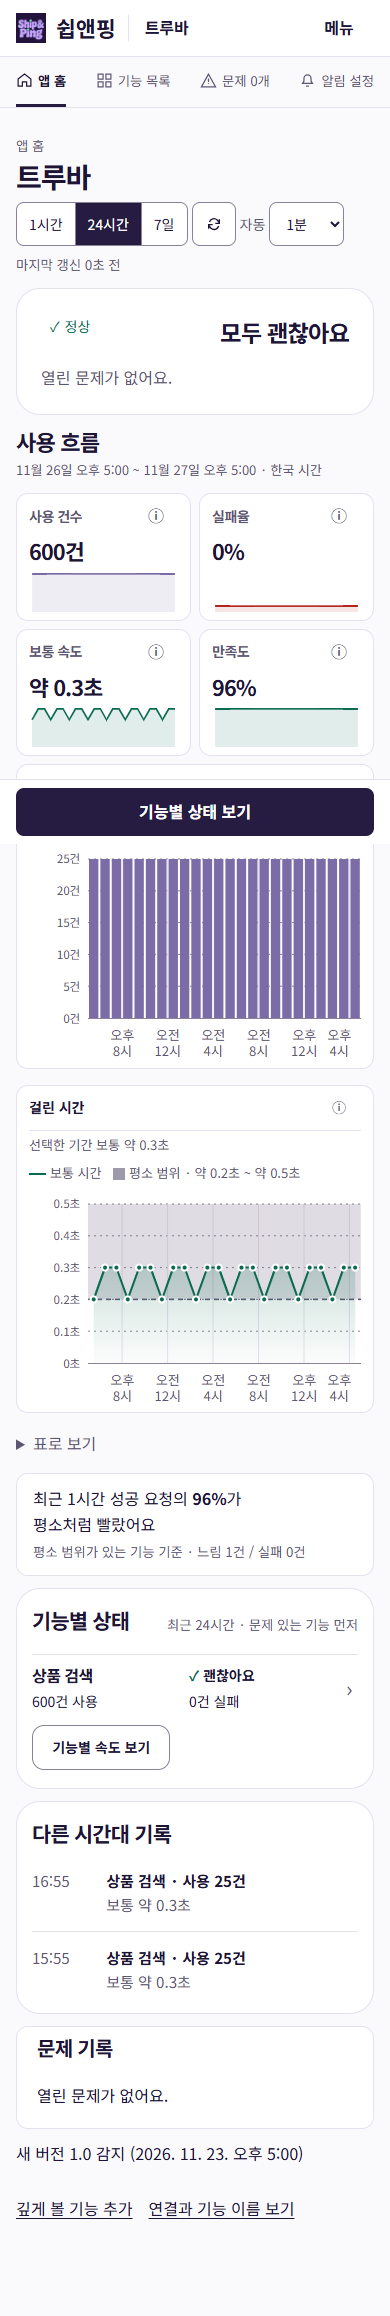 Ship&
Ping
쉽앤핑
트루바
메뉴
앱 홈
기능 목록
문제 0개
알림 설정
앱 홈
트루바
1시간
24시간
7일
자동
1분
마지막 갱신 0초 전
✓ 정상
모두 괜찮아요
열린 문제가 없어요.
사용 흐름
11월 26일 오후 5:00 ~ 11월 27일 오후 5:00 · 한국 시간
사용 건수 ⓘ
600건
실패율 ⓘ
0%
보통 속도 ⓘ
약 0.3초
만족도 ⓘ
96%
기능별 상태 보기
25건
20건
15건
10건
5건
0건
오후 8시
오전 12시
오전 4시
오전 8시
오후 12시
오후 4시
걸린 시간 ⓘ
선택한 기간 보통 약 0.3초
보통 시간
평소 범위 · 약 0.2초 ~ 약 0.5초
0.5초
0.4초
0.3초
0.2초
0.1초
0초
오후 8시
오전 12시
오전 4시
오전 8시
오후 12시
오후 4시
▶ 표로 보기
최근 1시간 성공 요청의 96%가
평소처럼 빨랐어요
평소 범위가 있는 기능 기준 · 느림 1건 / 실패 0건
기능별 상태
최근 24시간 · 문제 있는 기능 먼저
상품 검색
600건 사용
✓ 괜찮아요
0건 실패
›
기능별 속도 보기
다른 시간대 기록
16:55
상품 검색 · 사용 25건
보통 약 0.3초
15:55
상품 검색 · 사용 25건
보통 약 0.3초
문제 기록
열린 문제가 없어요.
새 버전 1.0 감지 (2026. 11. 23. 오후 5:00)
깊게 볼 기능 추가
연결과 기능 이름 보기